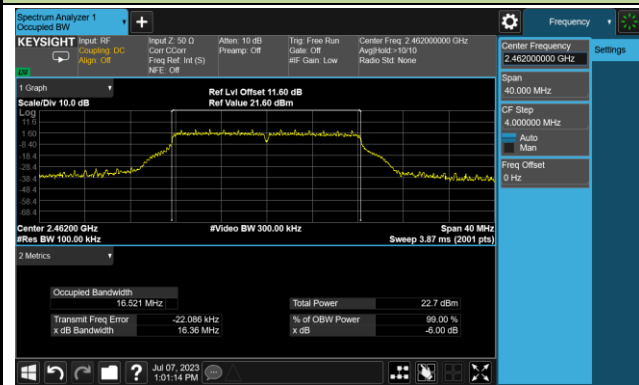 Spectrum Analyzer 1
Occupied BW
Frequency
KEYSIGHT
Input: RF
Coupling: DC
Align: Off
Input Z: 50 Ω
Corr CCorr
Freq Ref: Int (S)
NFE: Off
Atten: 10 dB
Preamp: Off
Trig: Free Run
Gate: Off
#IF Gain: Low
Center Freq: 2.462000000 GHz
Avg|Hold:>10/10
Radio Std: None
Center Frequency
2.462000000 GHz
Settings
Span
40.000 MHz
CF Step
4.000000 MHz
Auto
Man
Freq Offset
0 Hz
1 Graph
Scale/Div 10.0 dB
Ref Lvl Offset 11.60 dB
Ref Value 21.60 dBm
Log
11.6
1.60
-8.40
-18.4
-28.4
-38.4
-48.4
-58.4
-68.4
Center 2.46200 GHz
#Video BW 300.00 kHz
Span 40 MHz
#Res BW 100.00 kHz
Sweep 3.87 ms (2001 pts)
2 Metrics
Occupied Bandwidth
16.521 MHz
Total Power 22.7 dBm
Transmit Freq Error -22.086 kHz
% of OBW Power 99.00 %
x dB Bandwidth 16.36 MHz
x dB -6.00 dB
Jul 07, 2023
1:01:14 PM